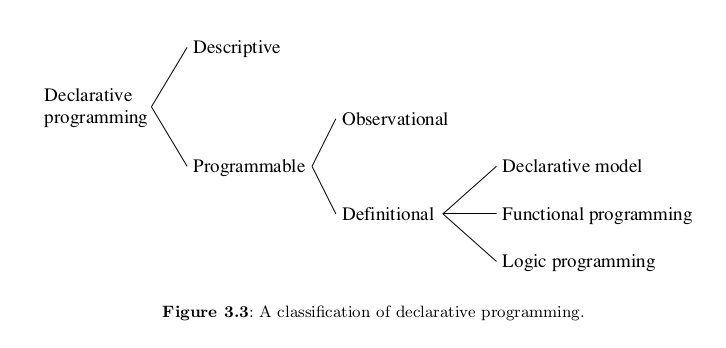 Descriptive
Declarative
programming
Observational
Programmable
Declarative model
Definitional
Functional programming
Logic programming
Figure 3.3: A classification of declarative programming.